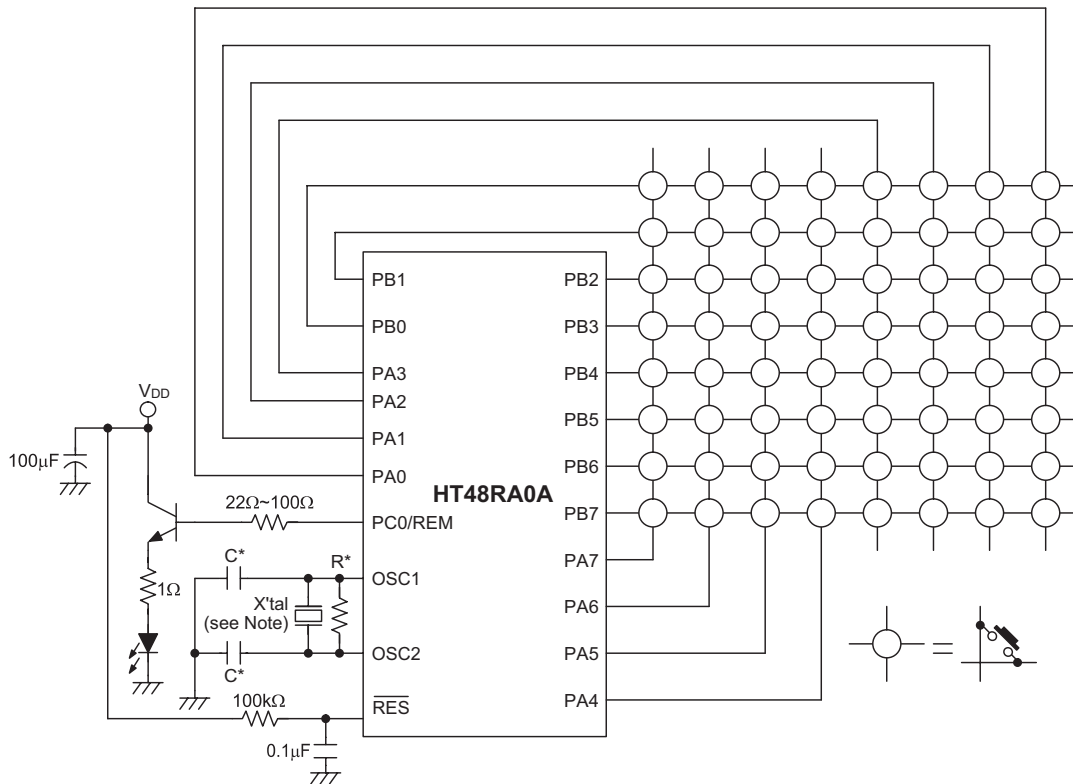 PB1
PB2
PB0
PB3
PA3
PB4
VDD
PA2
PB5
PA1
100μF
PB6
PA0
HT48RA0A
22Ω~100Ω
PC0/REM
PB7
C*
R*
OSC1
PA7
1Ω
X'tal
(see Note)
PA6
OSC2
PA5
C*
100kΩ
RES
PA4
0.1μF